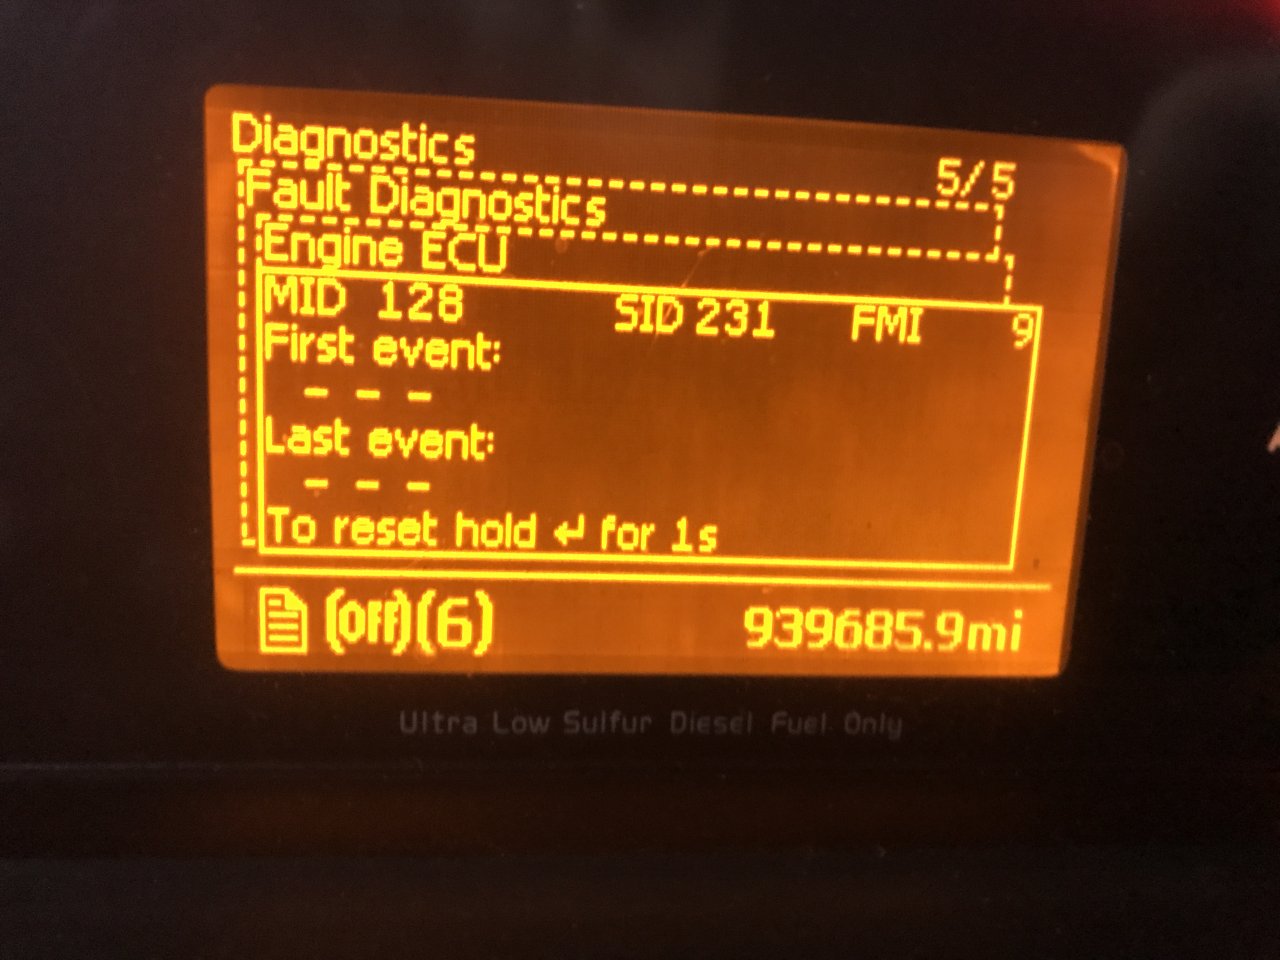 Diagnostics
5/5
Fault Diagnostics
Engine ECU
MID 128 SID 231 FMI 9
First event:
- - -
Last event:
- - -
To reset hold ↵ for 1s
(Off)(6) 939685.9mi
Ultra Low Sulfur Diesel Fuel Only